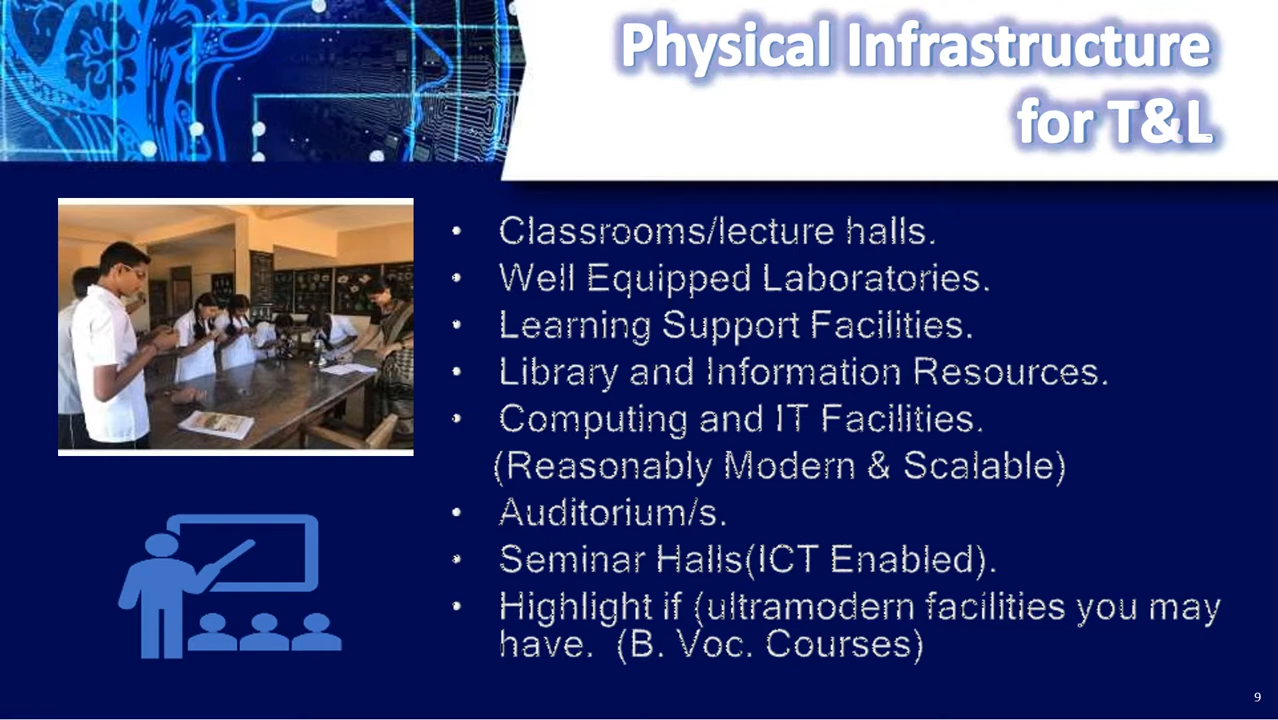 Physical Infrastructure
for T&L
• Classrooms/lecture halls.
• Well Equipped Laboratories.
• Learning Support Facilities.
• Library and Information Resources.
• Computing and IT Facilities.
(Reasonably Modern & Scalable)
• Auditorium/s.
• Seminar Halls(ICT Enabled).
• Highlight if (ultramodern facilities you may
have. (B. Voc. Courses)
9